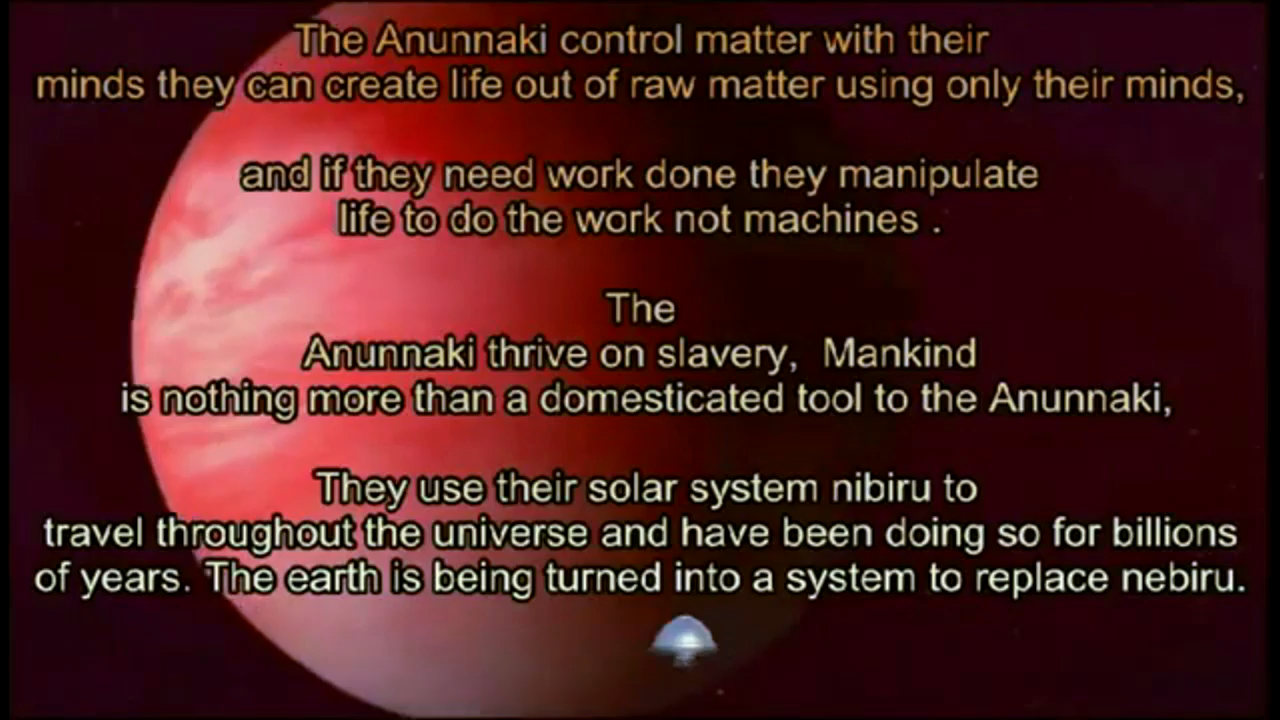 The Anunnaki control matter with their
minds they can create life out of raw matter using only their minds,
and if they need work done they manipulate
life to do the work not machines .
The
Anunnaki thrive on slavery,  Mankind
is nothing more than a domesticated tool to the Anunnaki,
They use their solar system nibiru to
travel throughout the universe and have been doing so for billions
of years. The earth is being turned into a system to replace nebiru.